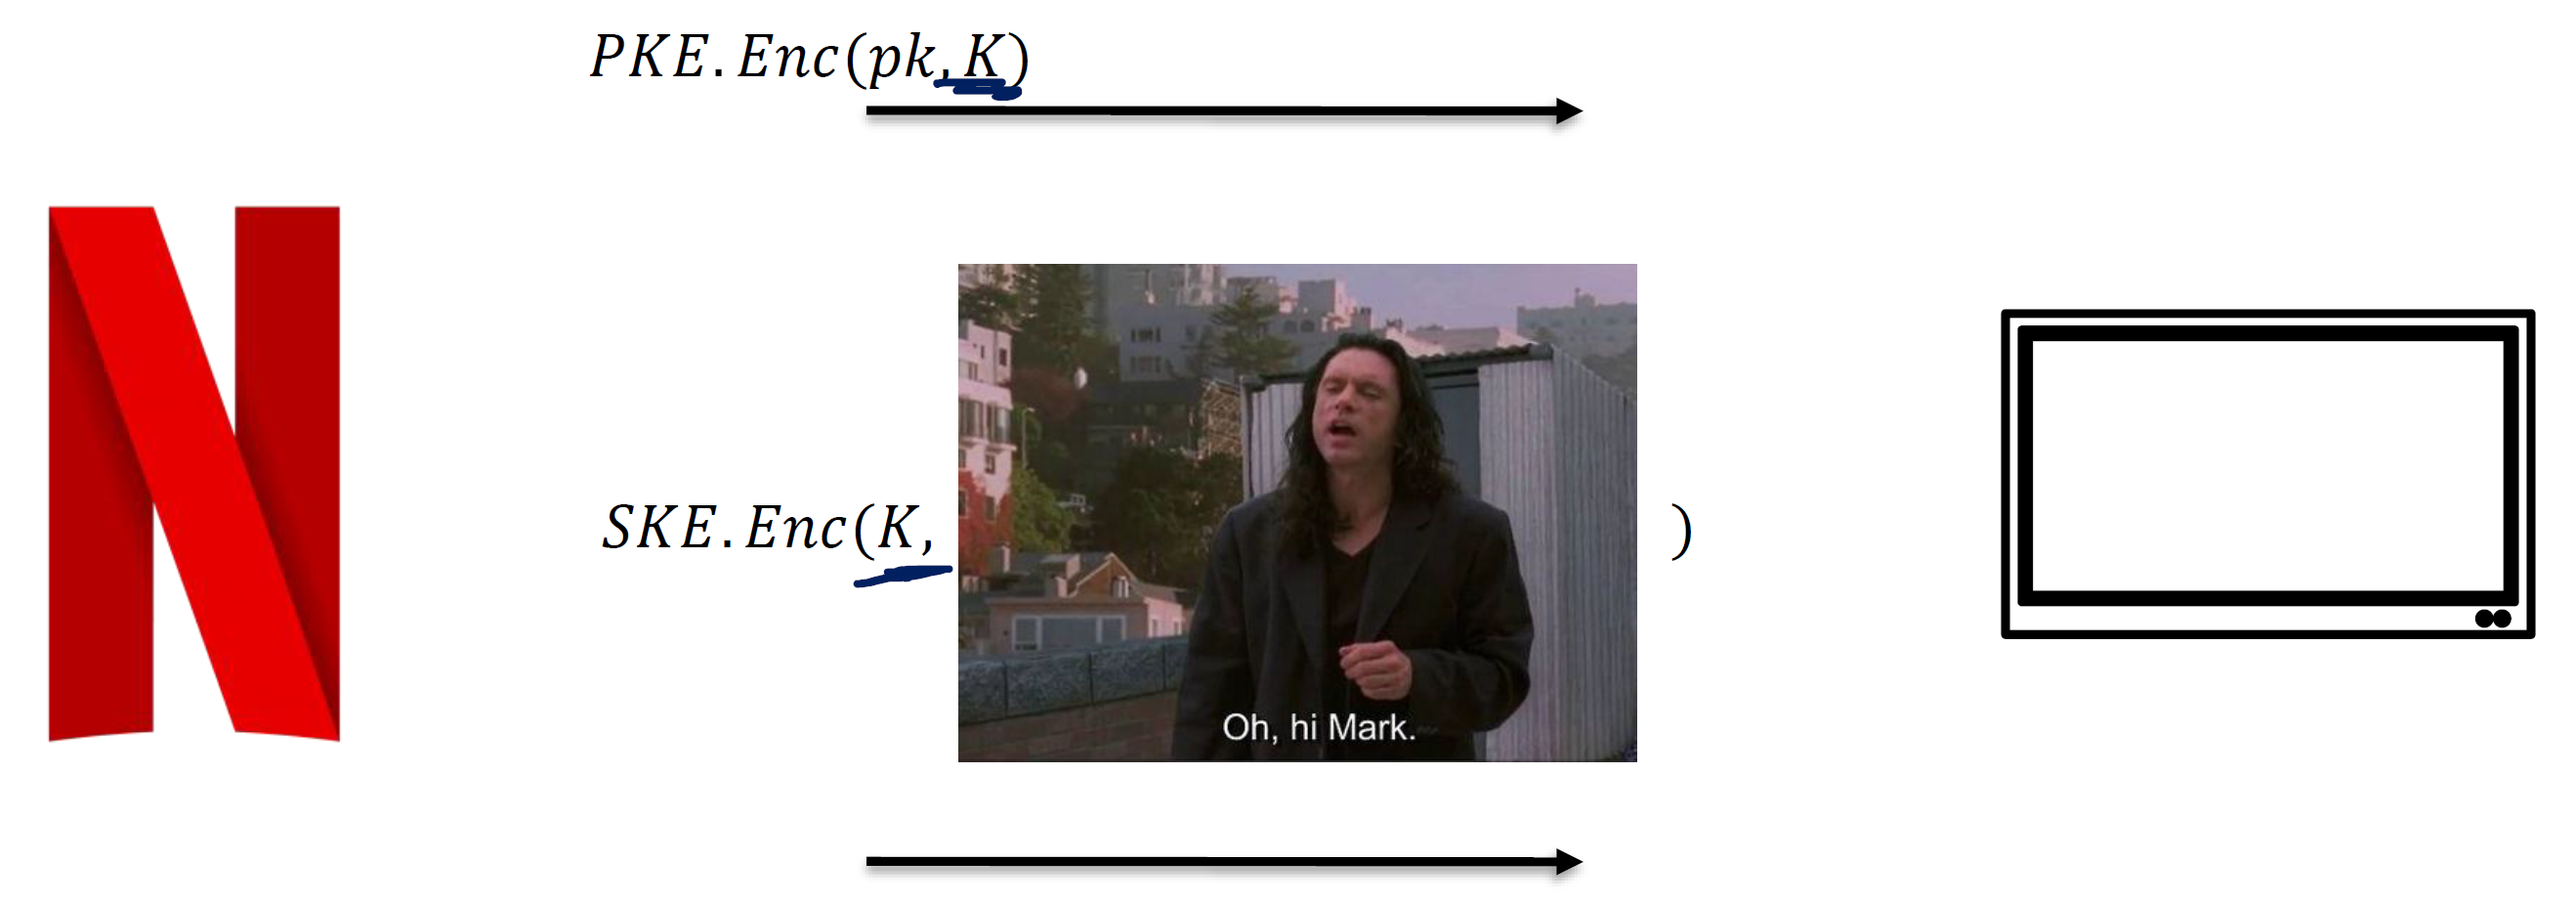 PKE.Enc(pk,K)
N
SKE.Enc(K, )
Oh, hi Mark.